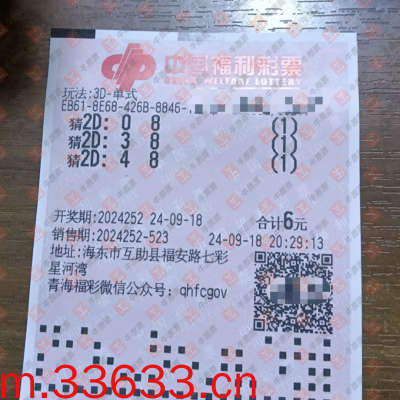 中国福利彩票
CHINA WELFARE LOTTERY
玩法:3D-单式
EB61-8E68-426B-8846-
猜2D: 0 8 (1)
猜2D: 3 8 (1)
猜2D: 4 8 (1)
开奖期:2024252 24-09-18 合计6元
销售期:2024252-523 24-09-18 20:29:13
地址:海东市互助县福安路七彩
星河湾
青海福彩微信公众号: qhfcgov
m.33633.cn